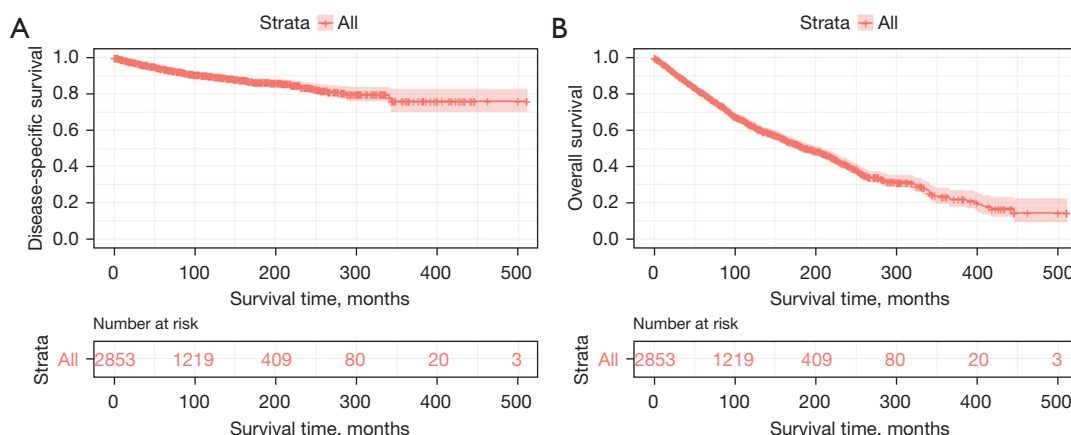 A
Strata All
Disease-specific survival
1.0
0.8
0.6
0.4
0.2
0.0
0 100 200 300 400 500
Survival time, months
Number at risk
Strata
All 2853 1219 409 80 20 3
0 100 200 300 400 500
Survival time, months
B
Strata All
Overall survival
1.0
0.8
0.6
0.4
0.2
0.0
0 100 200 300 400 500
Survival time, months
Number at risk
Strata
All 2853 1219 409 80 20 3
0 100 200 300 400 500
Survival time, months